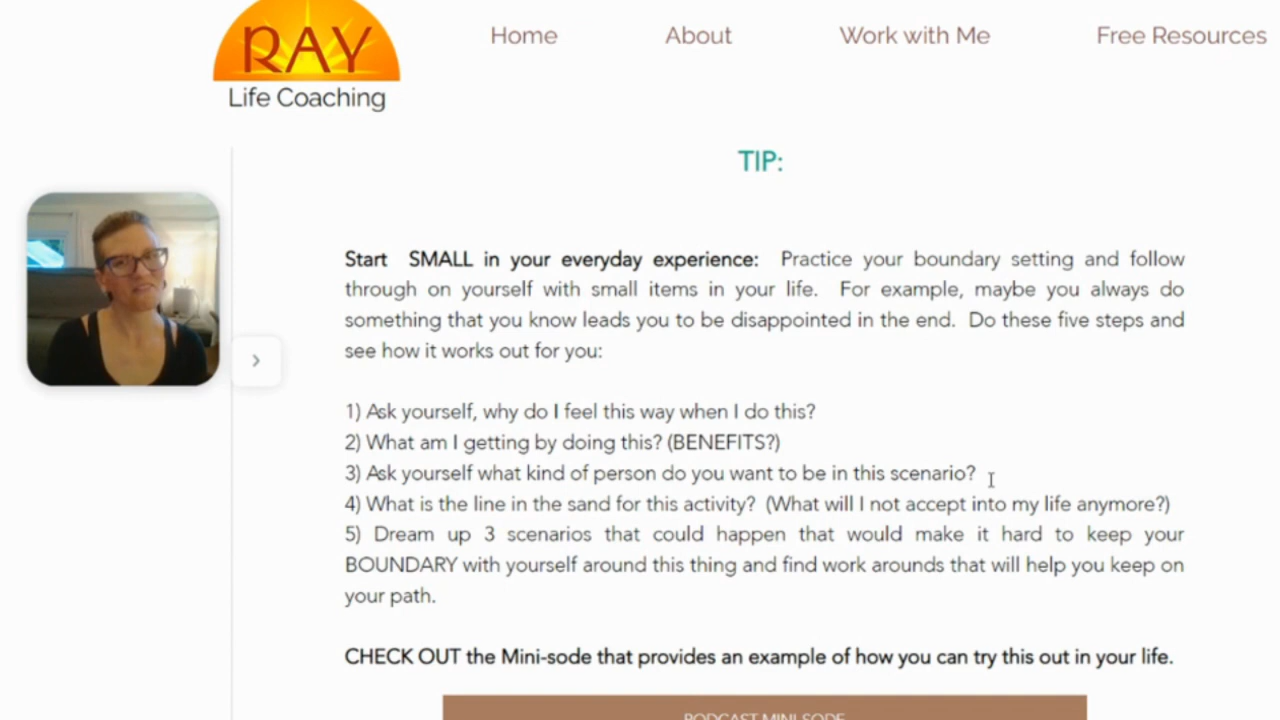 RAY
Life Coaching
Home
About
Work with Me
Free Resources
TIP:
Start SMALL in your everyday experience: Practice your boundary setting and follow
through on yourself with small items in your life. For example, maybe you always do
something that you know leads you to be disappointed in the end. Do these five steps and
see how it works out for you:
1) Ask yourself, why do I feel this way when I do this?
2) What am I getting by doing this? (BENEFITS?)
3) Ask yourself what kind of person do you want to be in this scenario?
4) What is the line in the sand for this activity? (What will I not accept into my life anymore?)
5) Dream up 3 scenarios that could happen that would make it hard to keep your
BOUNDARY with yourself around this thing and find work arounds that will help you keep on
your path.
CHECK OUT the Mini-sode that provides an example of how you can try this out in your life.
PODCAST MINI-SODE